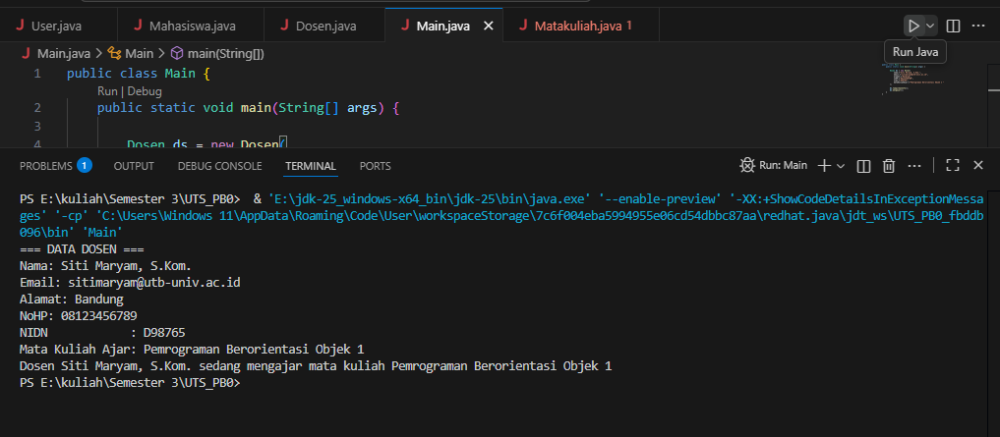 User.java Mahasiswa.java Dosen.java Main.java Matakuliah.java 1
Main.java > Main > main(String[])
Run Java
1 public class Main {
Run | Debug
2 public static void main(String[] args) {
3
4 Dosen ds = new Dosen(
PROBLEMS 1 OUTPUT DEBUG CONSOLE TERMINAL PORTS Run: Main
PS E:\kuliah\Semester 3\UTS_PB0> & 'E:\jdk-25_windows-x64_bin\jdk-25\bin\java.exe' '--enable-preview' '-XX:+ShowCodeDetailsInExceptionMessa
ges' '-cp' 'C:\Users\Windows 11\AppData\Roaming\Code\User\workspaceStorage\7c6f004eba5994955e06cd54dbbc87aa\redhat.java\jdt_ws\UTS_PB0_fbddb
096\bin' 'Main'
=== DATA DOSEN ===
Nama: Siti Maryam, S.Kom.
Email: sitimaryam@utb-univ.ac.id
Alamat: Bandung
NoHP: 08123456789
NIDN : D98765
Mata Kuliah Ajar: Pemrograman Berorientasi Objek 1
Dosen Siti Maryam, S.Kom. sedang mengajar mata kuliah Pemrograman Berorientasi Objek 1
PS E:\kuliah\Semester 3\UTS_PB0>